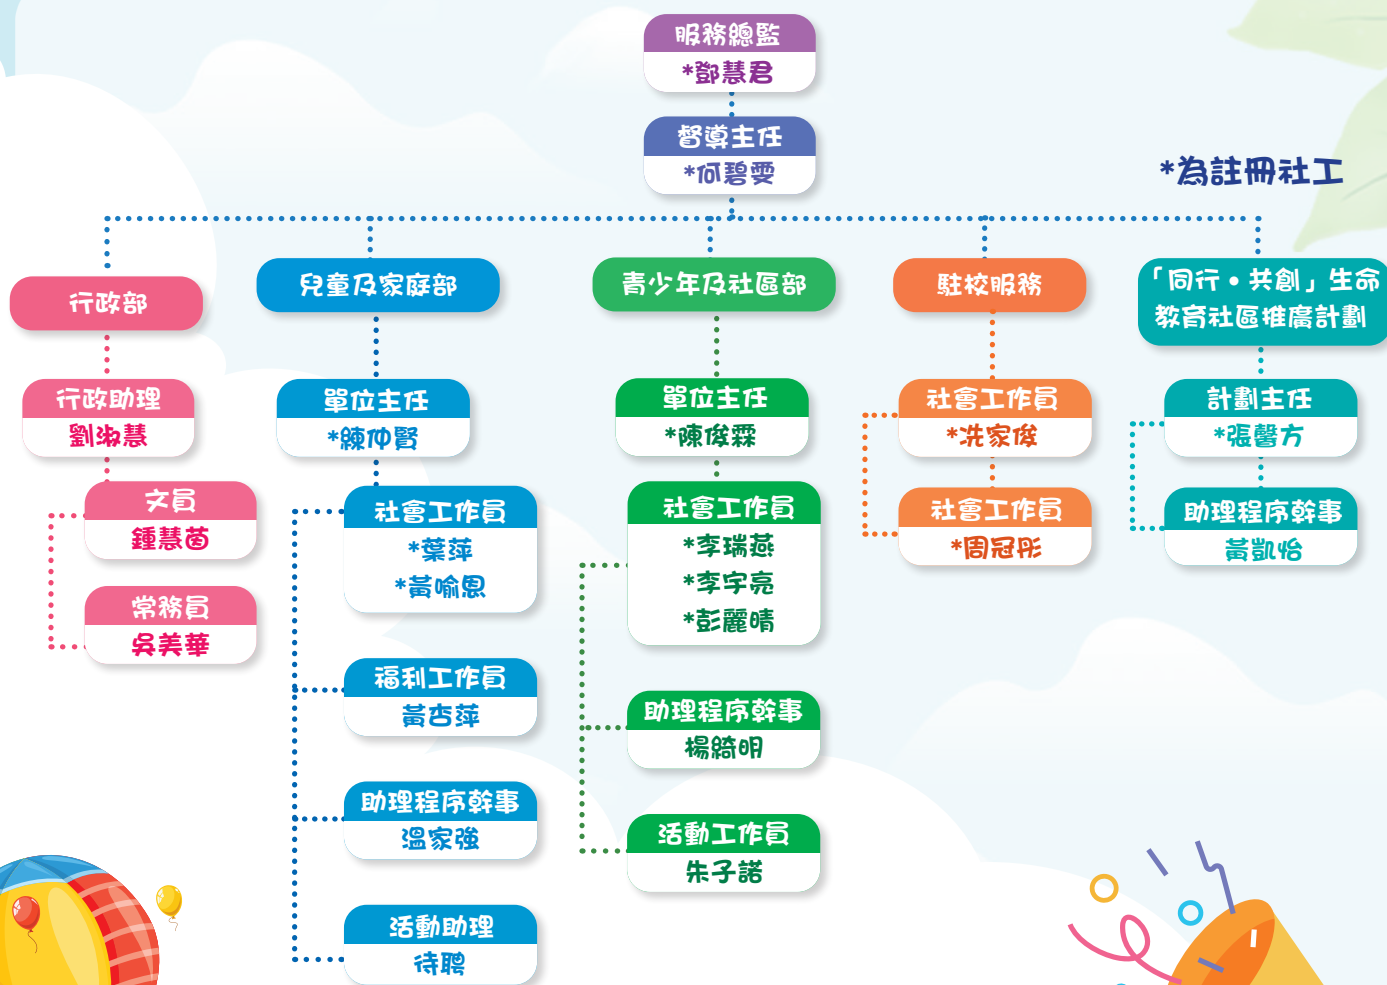 服務總監
*鄧慧君
督導主任
*何碧雯
*為註冊社工
行政部
行政助理
劉淑慧
文員
鍾慧茵
常務員
吳美華
兒童及家庭部
單位主任
*練仲賢
社會工作員
*葉萍
*黃喻恩
福利工作員
黃杏萍
助理程序幹事
溫家強
活動助理
待聘
青少年及社區部
單位主任
*陳俊霖
社會工作員
*李瑞燕
*李宇亮
*彭麗晴
助理程序幹事
楊綺明
活動工作員
朱子諾
駐校服務
社會工作員
*冼家俊
社會工作員
*周冠彤
「同行•共創」生命
教育社區推廣計劃
計劃主任
*張馨方
助理程序幹事
黃凱怡